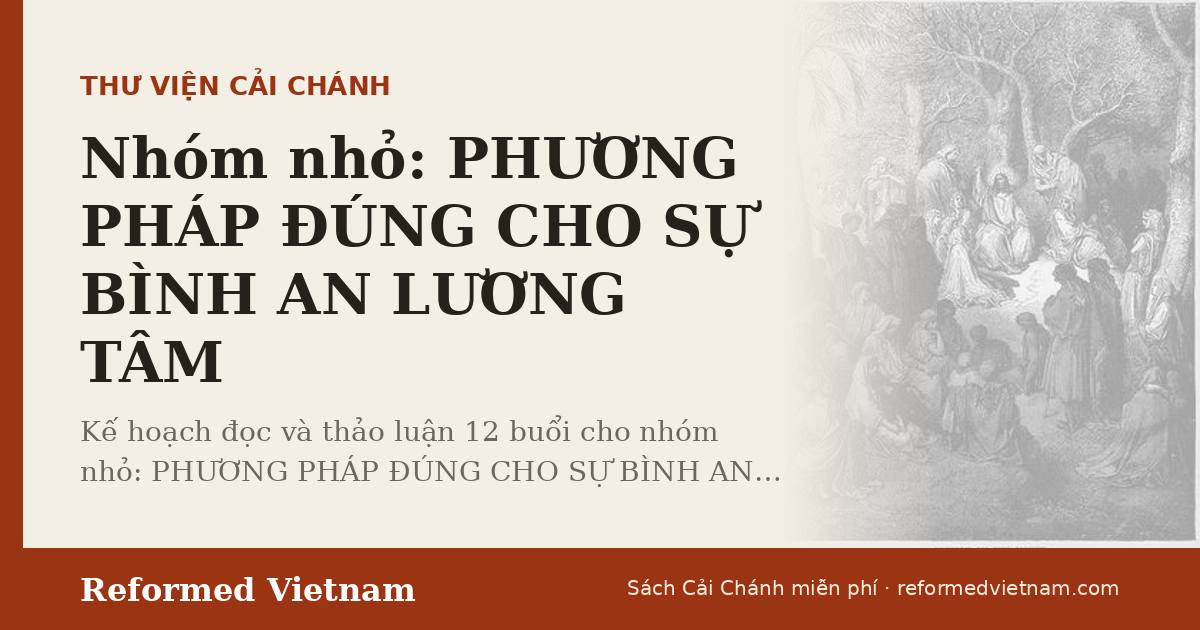 THƯ VIỆN CẢI CHÁNH
Nhóm nhỏ: PHƯƠNG
PHÁP ĐÚNG CHO SỰ
BÌNH AN LƯƠNG
TÂM
Kế hoạch đọc và thảo luận 12 buổi cho nhóm
nhỏ: PHƯƠNG PHÁP ĐÚNG CHO SỰ BÌNH AN...
Reformed Vietnam
Sách Cải Chánh miễn phí · reformedvietnam.com